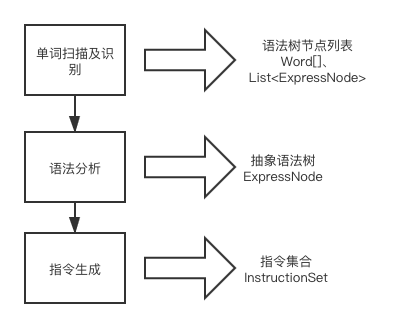 单词扫描及识
别
语法树节点列表
Word[]、
List<ExpressNode>
语法分析
抽象语法树
ExpressNode
指令生成
指令集合
InstructionSet